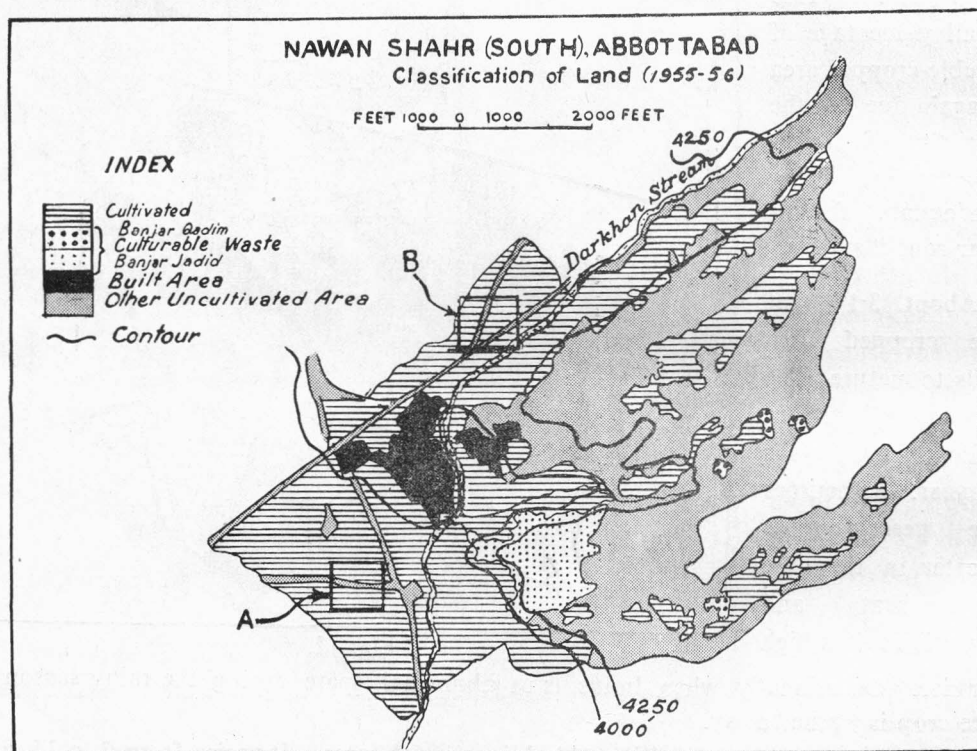 NAWAN SHAHR (SOUTH), ABBOTTABAD
Classification of Land (1955-56)
FEET 1000 0 1000 2000 FEET
INDEX
Cultivated
Banjar Qadim
Culturable Waste
Banjar Jadid
Built Area
Other Uncultivated Area
Contour
4250
Darkhan Stream
B
A
4250
4000